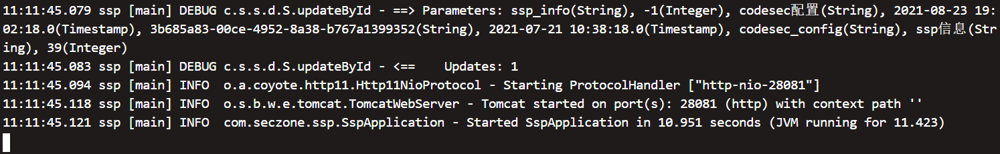 11:11:45.079 ssp [main] DEBUG c.s.s.d.S.updateById - ==> Parameters: ssp_info(String), -1(Integer), codesec配置(String), 2021-08-23 19:
02:18.0(Timestamp), 3b685a83-00ce-4952-8a38-b767a1399352(String), 2021-07-21 10:38:18.0(Timestamp), codesec_config(String), ssp信息(Str
ing), 39(Integer)
11:11:45.083 ssp [main] DEBUG c.s.s.d.S.updateById - <==    Updates: 1
11:11:45.094 ssp [main] INFO  o.a.coyote.http11.Http11NioProtocol - Starting ProtocolHandler ["http-nio-28081"]
11:11:45.118 ssp [main] INFO  o.s.b.w.e.tomcat.TomcatWebServer - Tomcat started on port(s): 28081 (http) with context path ''
11:11:45.121 ssp [main] INFO  com.seczone.ssp.SspApplication - Started SspApplication in 10.951 seconds (JVM running for 11.423)